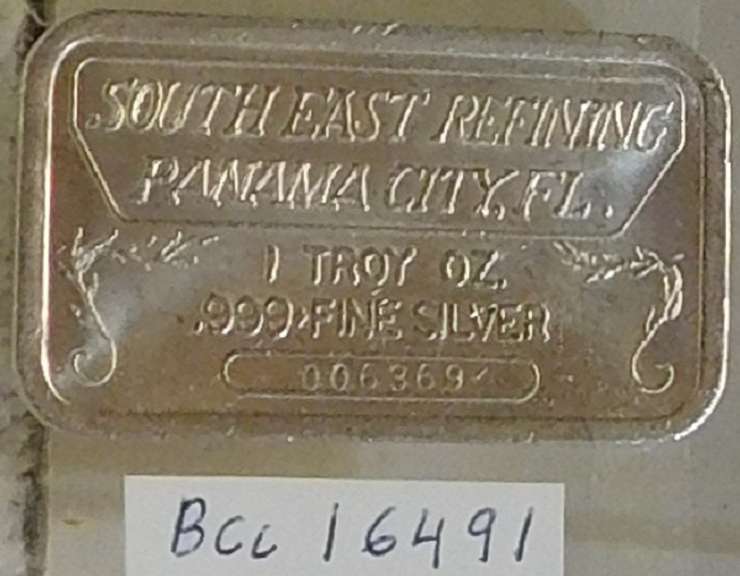 SOUTH EAST REFINING
PANAMA CITY, FL.
1 TROY OZ.
.999+FINE SILVER
006369
BCC 16491